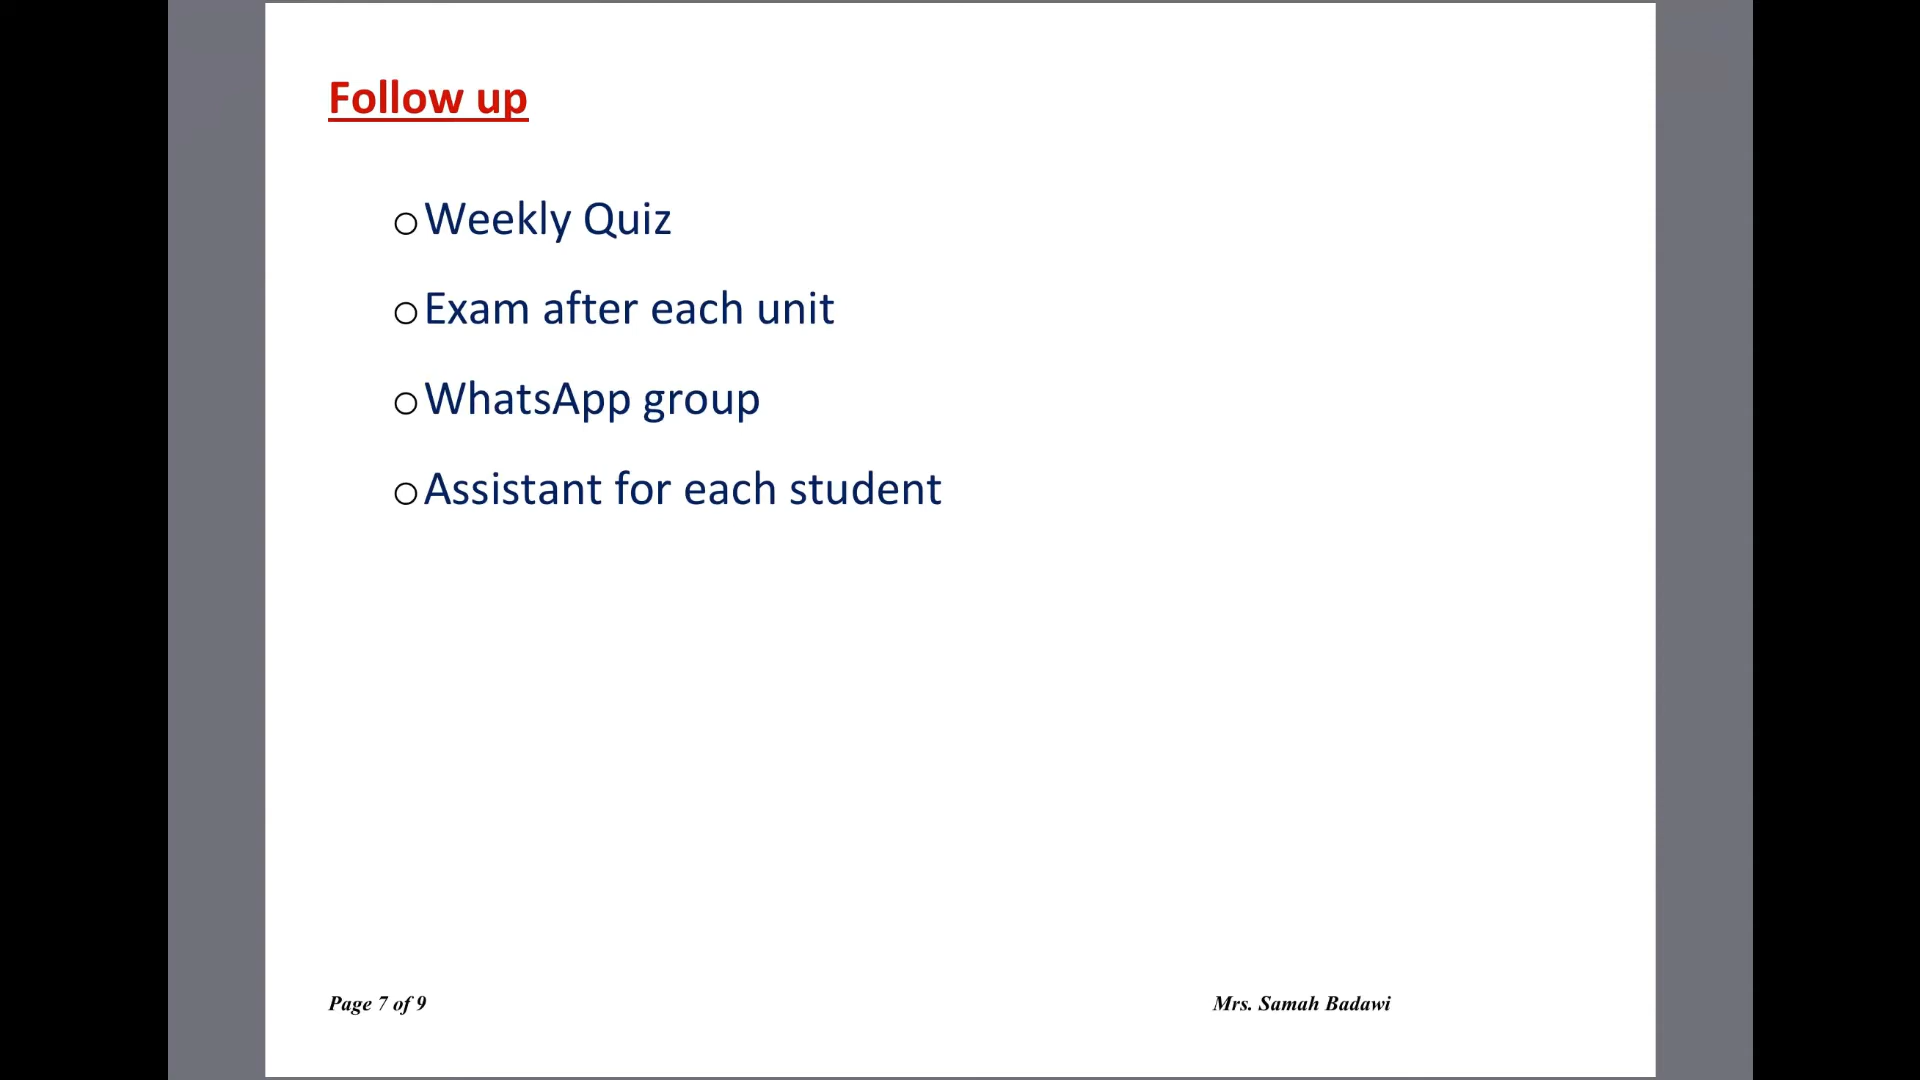 Follow up
○Weekly Quiz
○Exam after each unit
○WhatsApp group
○Assistant for each student
Page 7 of 9 Mrs. Samah Badawi